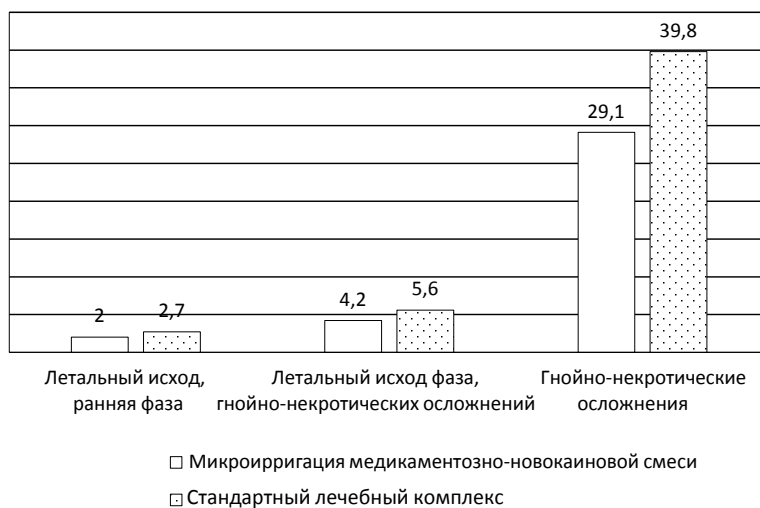 39,8
29,1
2
2,7
4,2
5,6
Летальный исход,
ранняя фаза
Летальный исход фаза,
гнойно-некротических осложнений
Гнойно-некротические
осложнения
Микроирригация медикаментозно-новокаиновой смеси
Стандартный лечебный комплекс